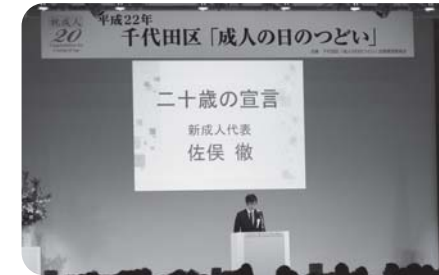 新成人
20
平成22年
千代田区「成人の日のつどい」
二十歳の宣言
新成人代表
佐俣 徹